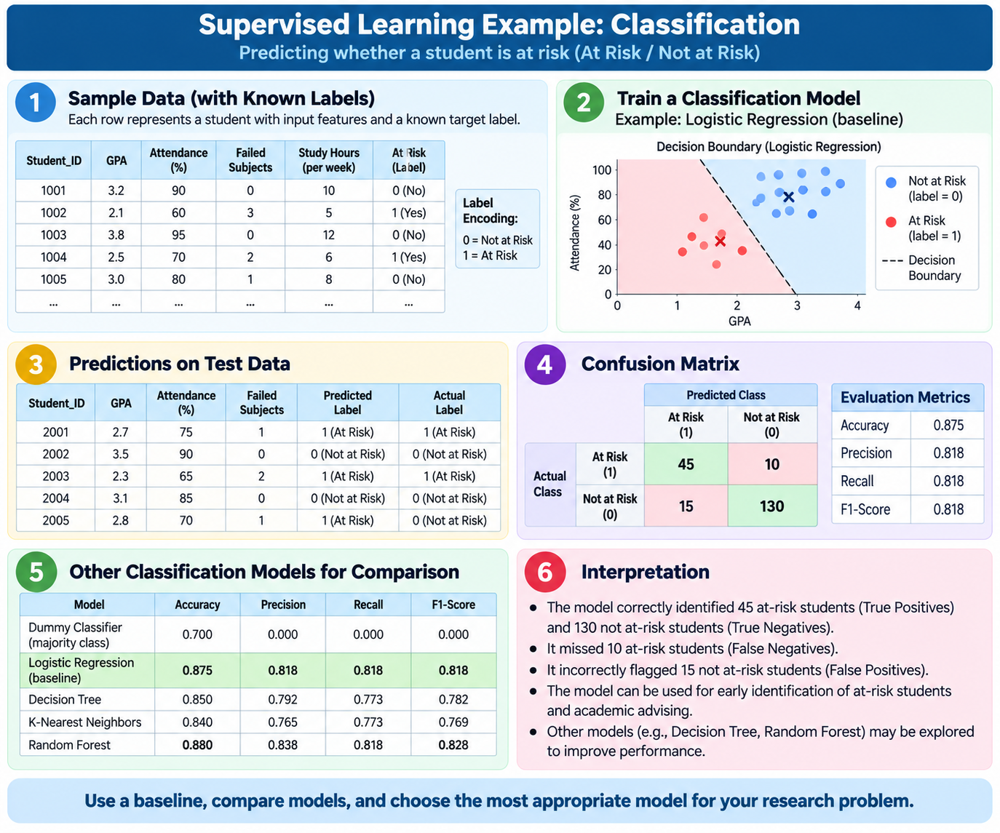 Supervised Learning Example: Classification
Predicting whether a student is at risk (At Risk / Not at Risk)
1
Sample Data (with Known Labels)
Each row represents a student with input features and a known target label.
Student_ID GPA Attendance (%) Failed Subjects Study Hours (per week) At Risk (Label)
1001 3.2 90 0 10 0 (No)
1002 2.1 60 3 5 1 (Yes)
1003 3.8 95 0 12 0 (No)
1004 2.5 70 2 6 1 (Yes)
1005 3.0 80 1 8 0 (No)
... ... ... ... ... ...
Label
Encoding:
0 = Not at Risk
1 = At Risk
2
Train a Classification Model
Example: Logistic Regression (baseline)
Decision Boundary (Logistic Regression)
Attendance (%)
100
80
60
40
20
0
0 1 2 3 4
GPA
Not at Risk
(label = 0)
At Risk
(label = 1)
Decision
Boundary
3
Predictions on Test Data
Student_ID GPA Attendance (%) Failed Subjects Predicted Label Actual Label
2001 2.7 75 1 1 (At Risk) 1 (At Risk)
2002 3.5 90 0 0 (Not at Risk) 0 (Not at Risk)
2003 2.3 65 2 1 (At Risk) 1 (At Risk)
2004 3.1 85 0 0 (Not at Risk) 0 (Not at Risk)
2005 2.8 70 1 1 (At Risk) 0 (Not at Risk)
4
Confusion Matrix
Predicted Class
At Risk (1) Not at Risk (0)
Actual Class
At Risk (1) 45 10
Not at Risk (0) 15 130
Evaluation Metrics
Accuracy 0.875
Precision 0.818
Recall 0.818
F1-Score 0.818
5
Other Classification Models for Comparison
Model Accuracy Precision Recall F1-Score
Dummy Classifier (majority class) 0.700 0.000 0.000 0.000
Logistic Regression (baseline) 0.875 0.818 0.818 0.818
Decision Tree 0.850 0.792 0.773 0.782
K-Nearest Neighbors 0.840 0.765 0.773 0.769
Random Forest 0.880 0.838 0.818 0.828
6
Interpretation
• The model correctly identified 45 at-risk students (True Positives)
and 130 not at-risk students (True Negatives).
• It missed 10 at-risk students (False Negatives).
• It incorrectly flagged 15 not at-risk students (False Positives).
• The model can be used for early identification of at-risk students
and academic advising.
• Other models (e.g., Decision Tree, Random Forest) may be explored
to improve performance.
Use a baseline, compare models, and choose the most appropriate model for your research problem.